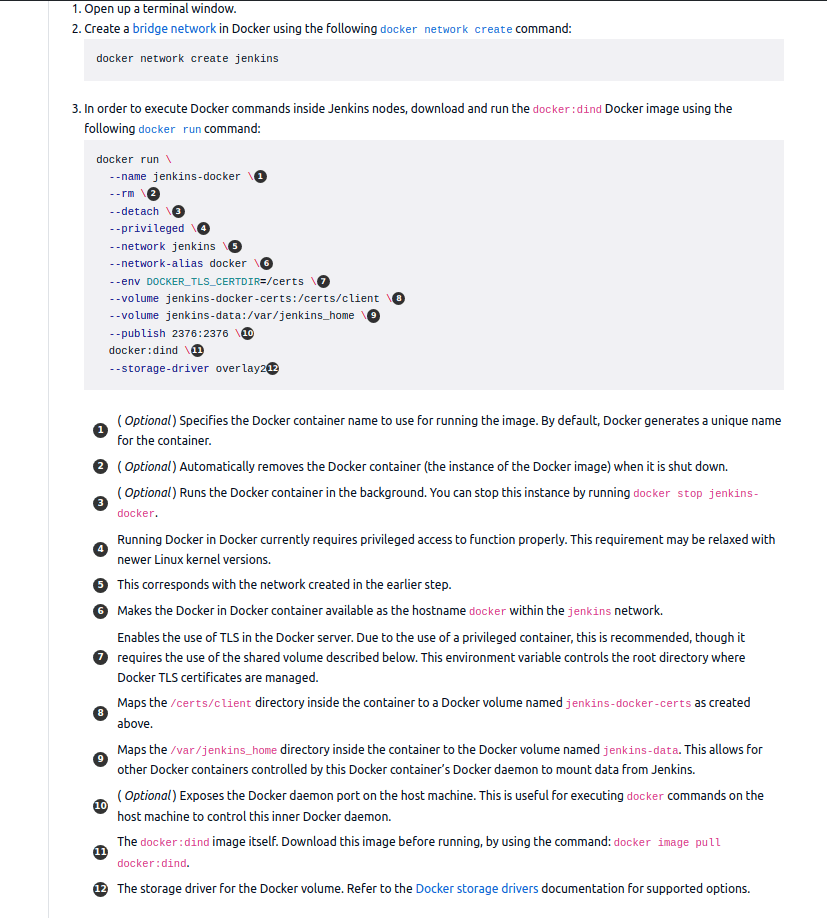 1. Open up a terminal window.
2. Create a bridge network in Docker using the following docker network create command:
docker network create jenkins
3. In order to execute Docker commands inside Jenkins nodes, download and run the docker:dind Docker image using the
following docker run command:
docker run \
--name jenkins-docker \1
--rm \2
--detach \3
--privileged \4
--network jenkins \5
--network-alias docker \6
--env DOCKER_TLS_CERTDIR=/certs \7
--volume jenkins-docker-certs:/certs/client \8
--volume jenkins-data:/var/jenkins_home \9
--publish 2376:2376 \10
docker:dind \11
--storage-driver overlay212
1 ( Optional ) Specifies the Docker container name to use for running the image. By default, Docker generates a unique name
for the container.
2 ( Optional ) Automatically removes the Docker container (the instance of the Docker image) when it is shut down.
3 ( Optional ) Runs the Docker container in the background. You can stop this instance by running docker stop jenkins-
docker.
4 Running Docker in Docker currently requires privileged access to function properly. This requirement may be relaxed with
newer Linux kernel versions.
5 This corresponds with the network created in the earlier step.
6 Makes the Docker in Docker container available as the hostname docker within the jenkins network.
Enables the use of TLS in the Docker server. Due to the use of a privileged container, this is recommended, though it
7 requires the use of the shared volume described below. This environment variable controls the root directory where
Docker TLS certificates are managed.
8 Maps the /certs/client directory inside the container to a Docker volume named jenkins-docker-certs as created
above.
9 Maps the /var/jenkins_home directory inside the container to the Docker volume named jenkins-data. This allows for
other Docker containers controlled by this Docker container's Docker daemon to mount data from Jenkins.
10 ( Optional ) Exposes the Docker daemon port on the host machine. This is useful for executing docker commands on the
host machine to control this inner Docker daemon.
11 The docker:dind image itself. Download this image before running, by using the command: docker image pull
docker:dind.
12 The storage driver for the Docker volume. Refer to the Docker storage drivers documentation for supported options.